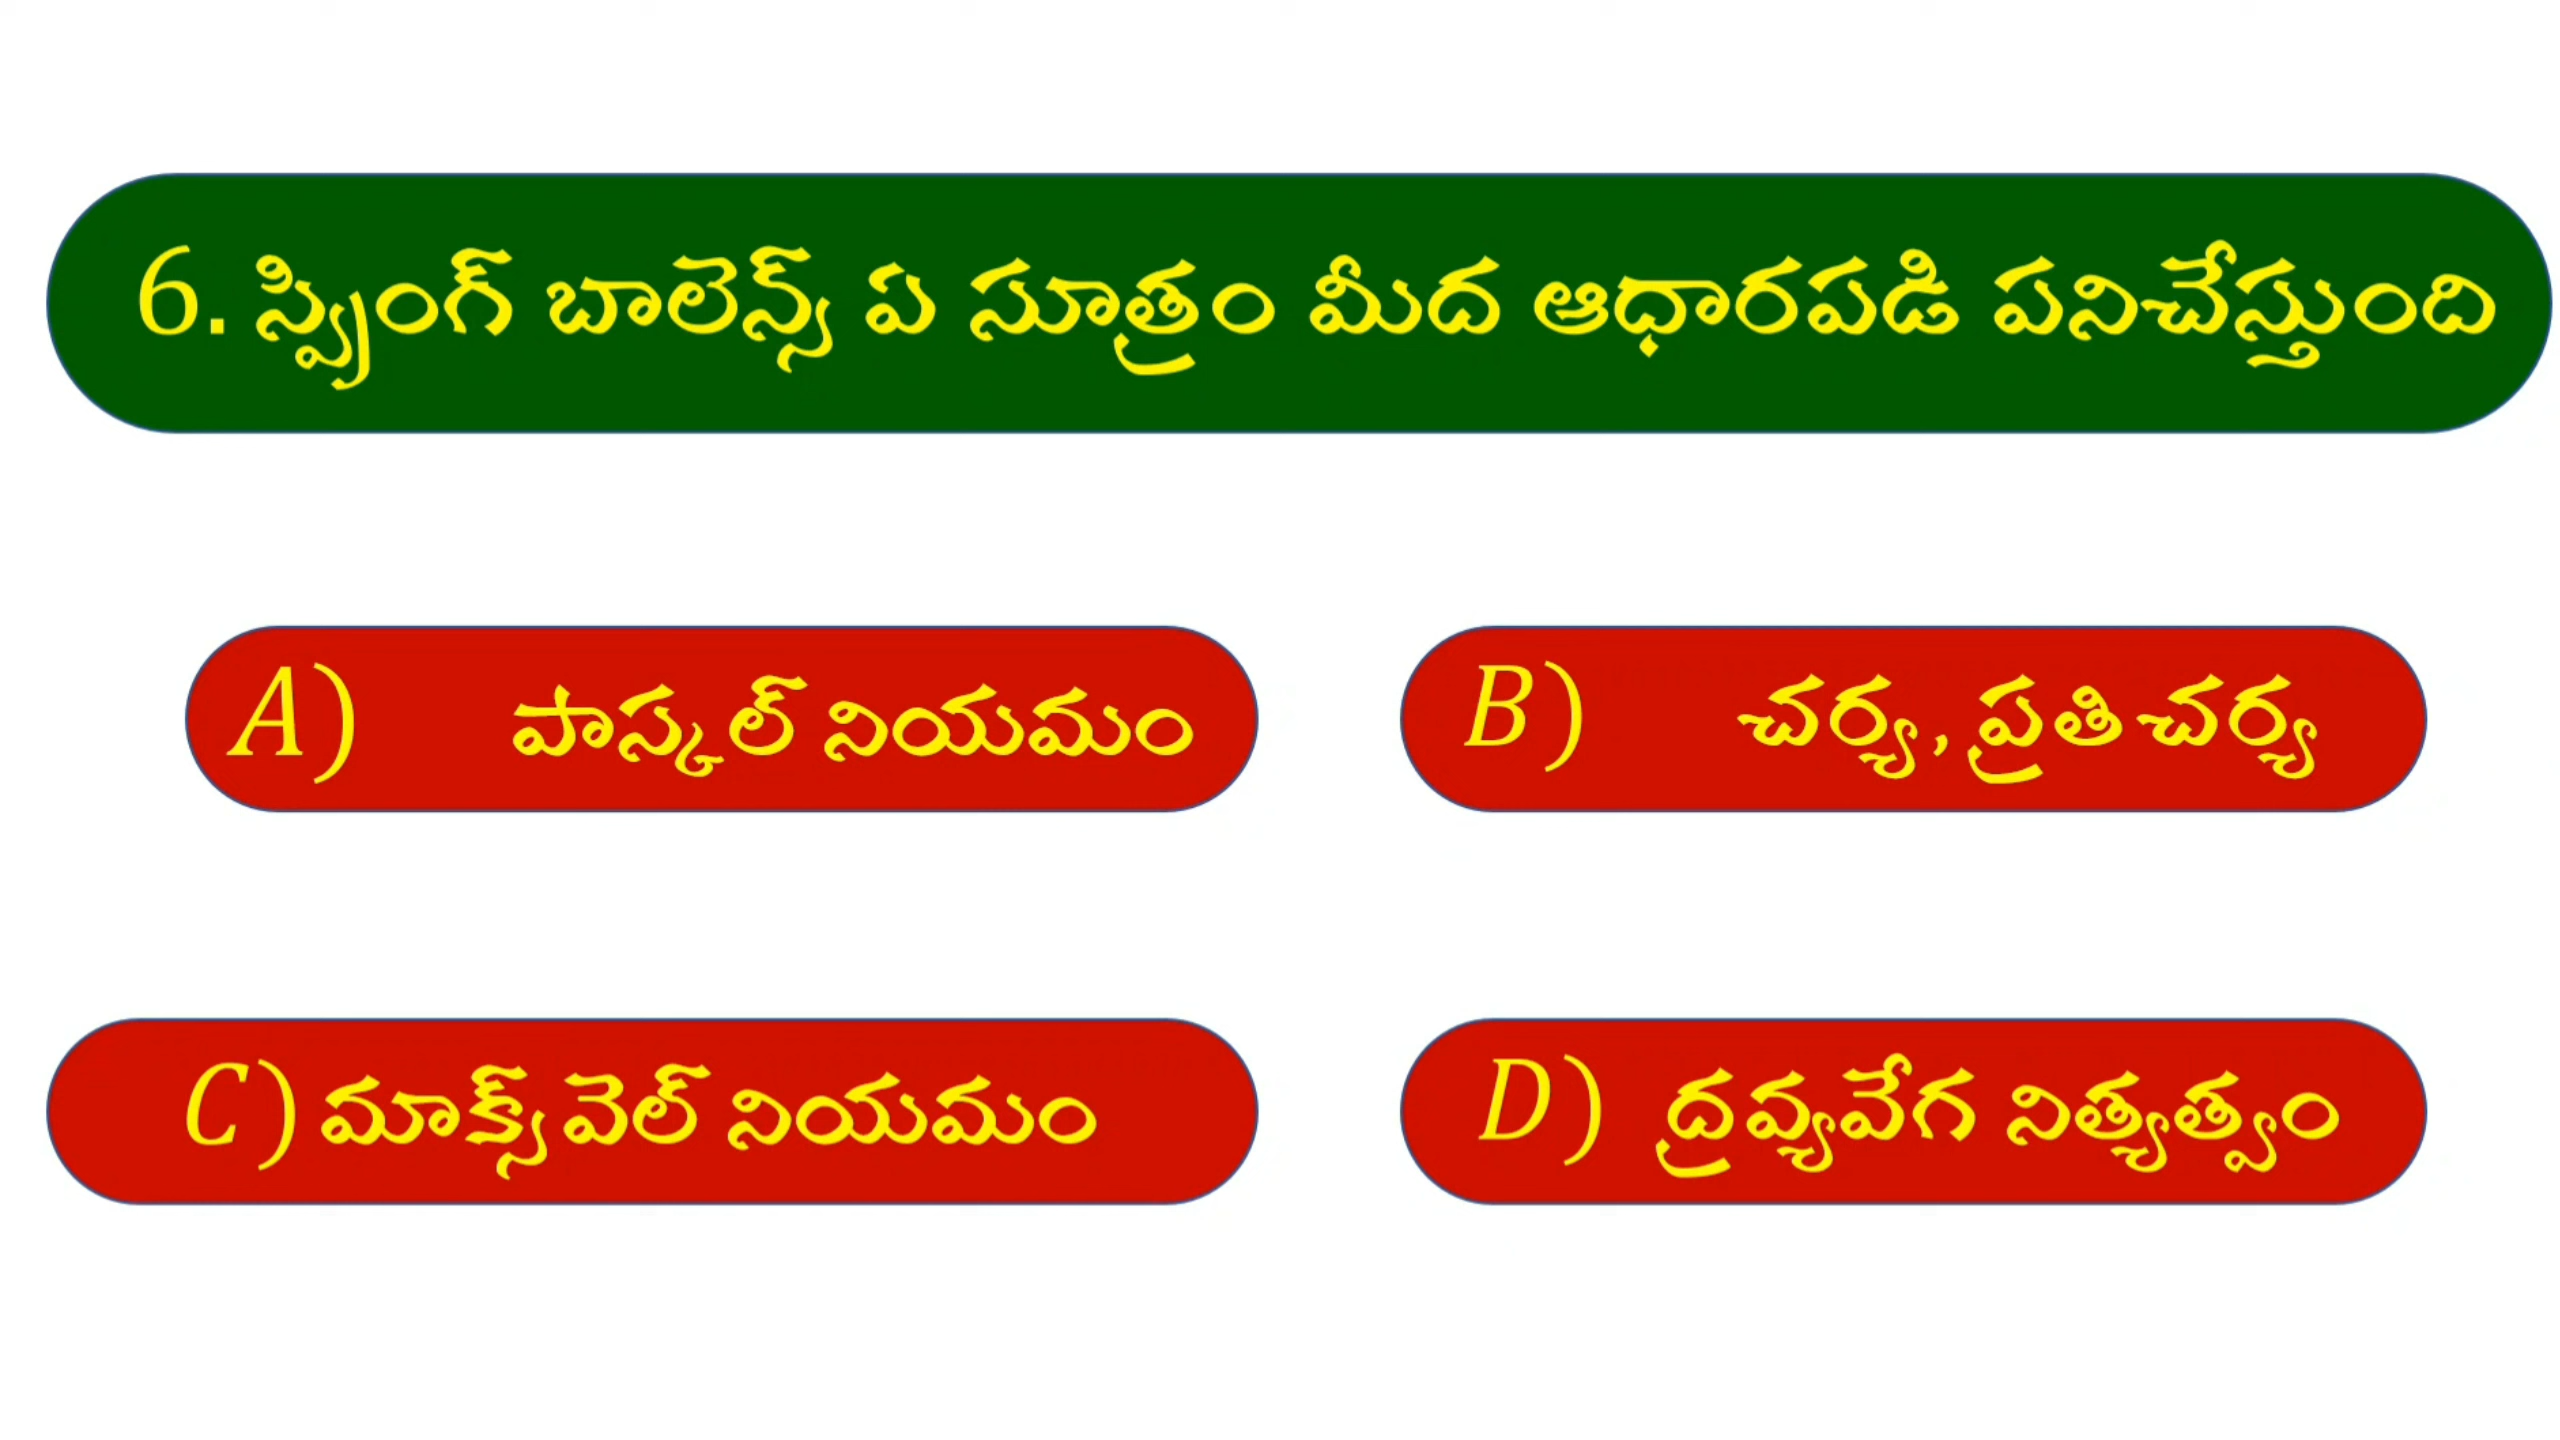 6. స్ప్రింగ్ బాలెన్స్ ఏ సూత్రం మీద ఆధారపడి పనిచేస్తుంది
A) పాస్కల్ నియమం
B) చర్య, ప్రతిచర్య
C) మాక్స్‌వెల్ నియమం
D) ద్రవ్యవేగ నిత్యత్వం